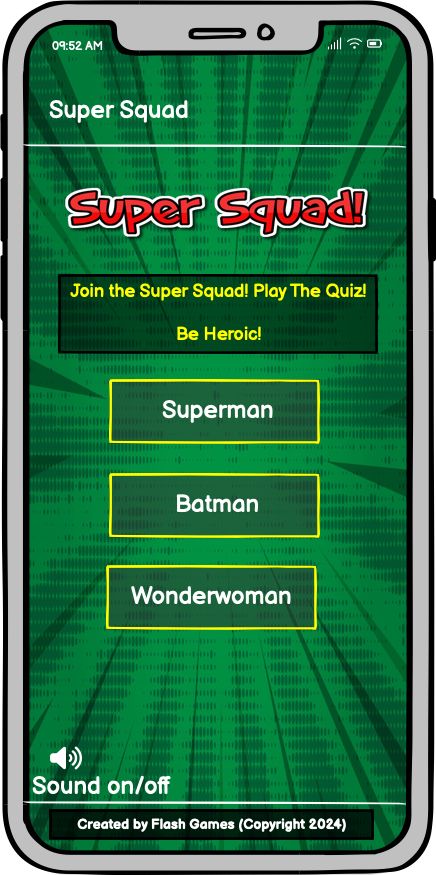 09:52 AM
Super Squad
Super Squad!
Join the Super Squad! Play The Quiz!
Be Heroic!
Superman
Batman
Wonderwoman
Sound on/off
Created by Flash Games (Copyright 2024)